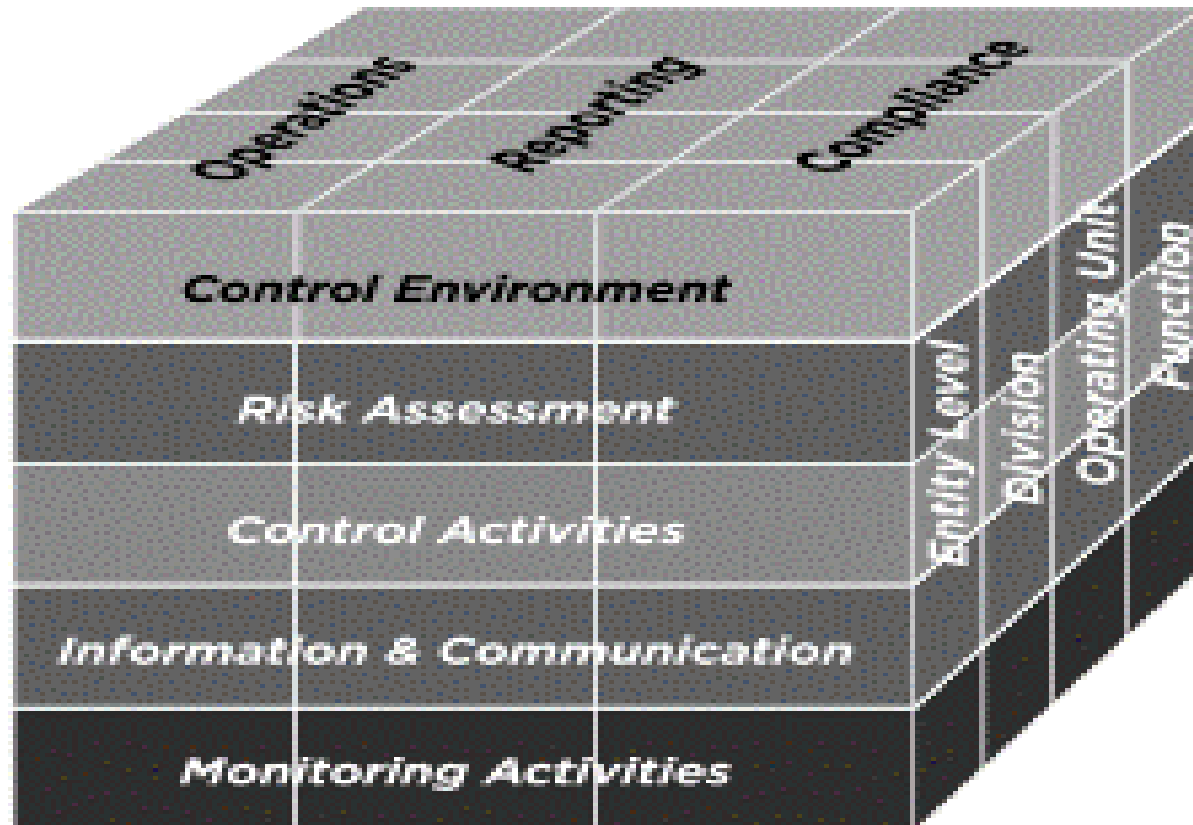 Operations
Reporting
Compliance
Control Environment
Risk Assessment
Control Activities
Information & Communication
Monitoring Activities
Entity Level
Division
Operating Unit
Function